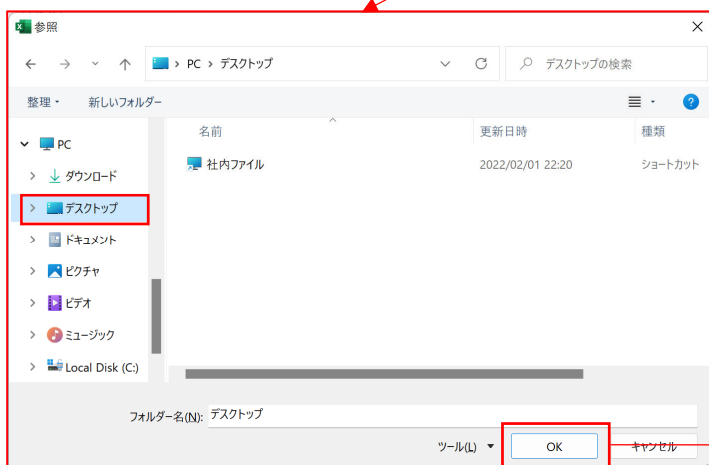 参照
PC > デスクトップ
デスクトップの検索
整理
新しいフォルダー
名前
更新日時
種類
PC
社内ファイル
2022/02/01 22:20
ショートカット
ダウンロード
デスクトップ
ドキュメント
ピクチャ
ビデオ
ミュージック
Local Disk (C:)
フォルダー名(N): デスクトップ
ツール(L)
OK
キャンセル